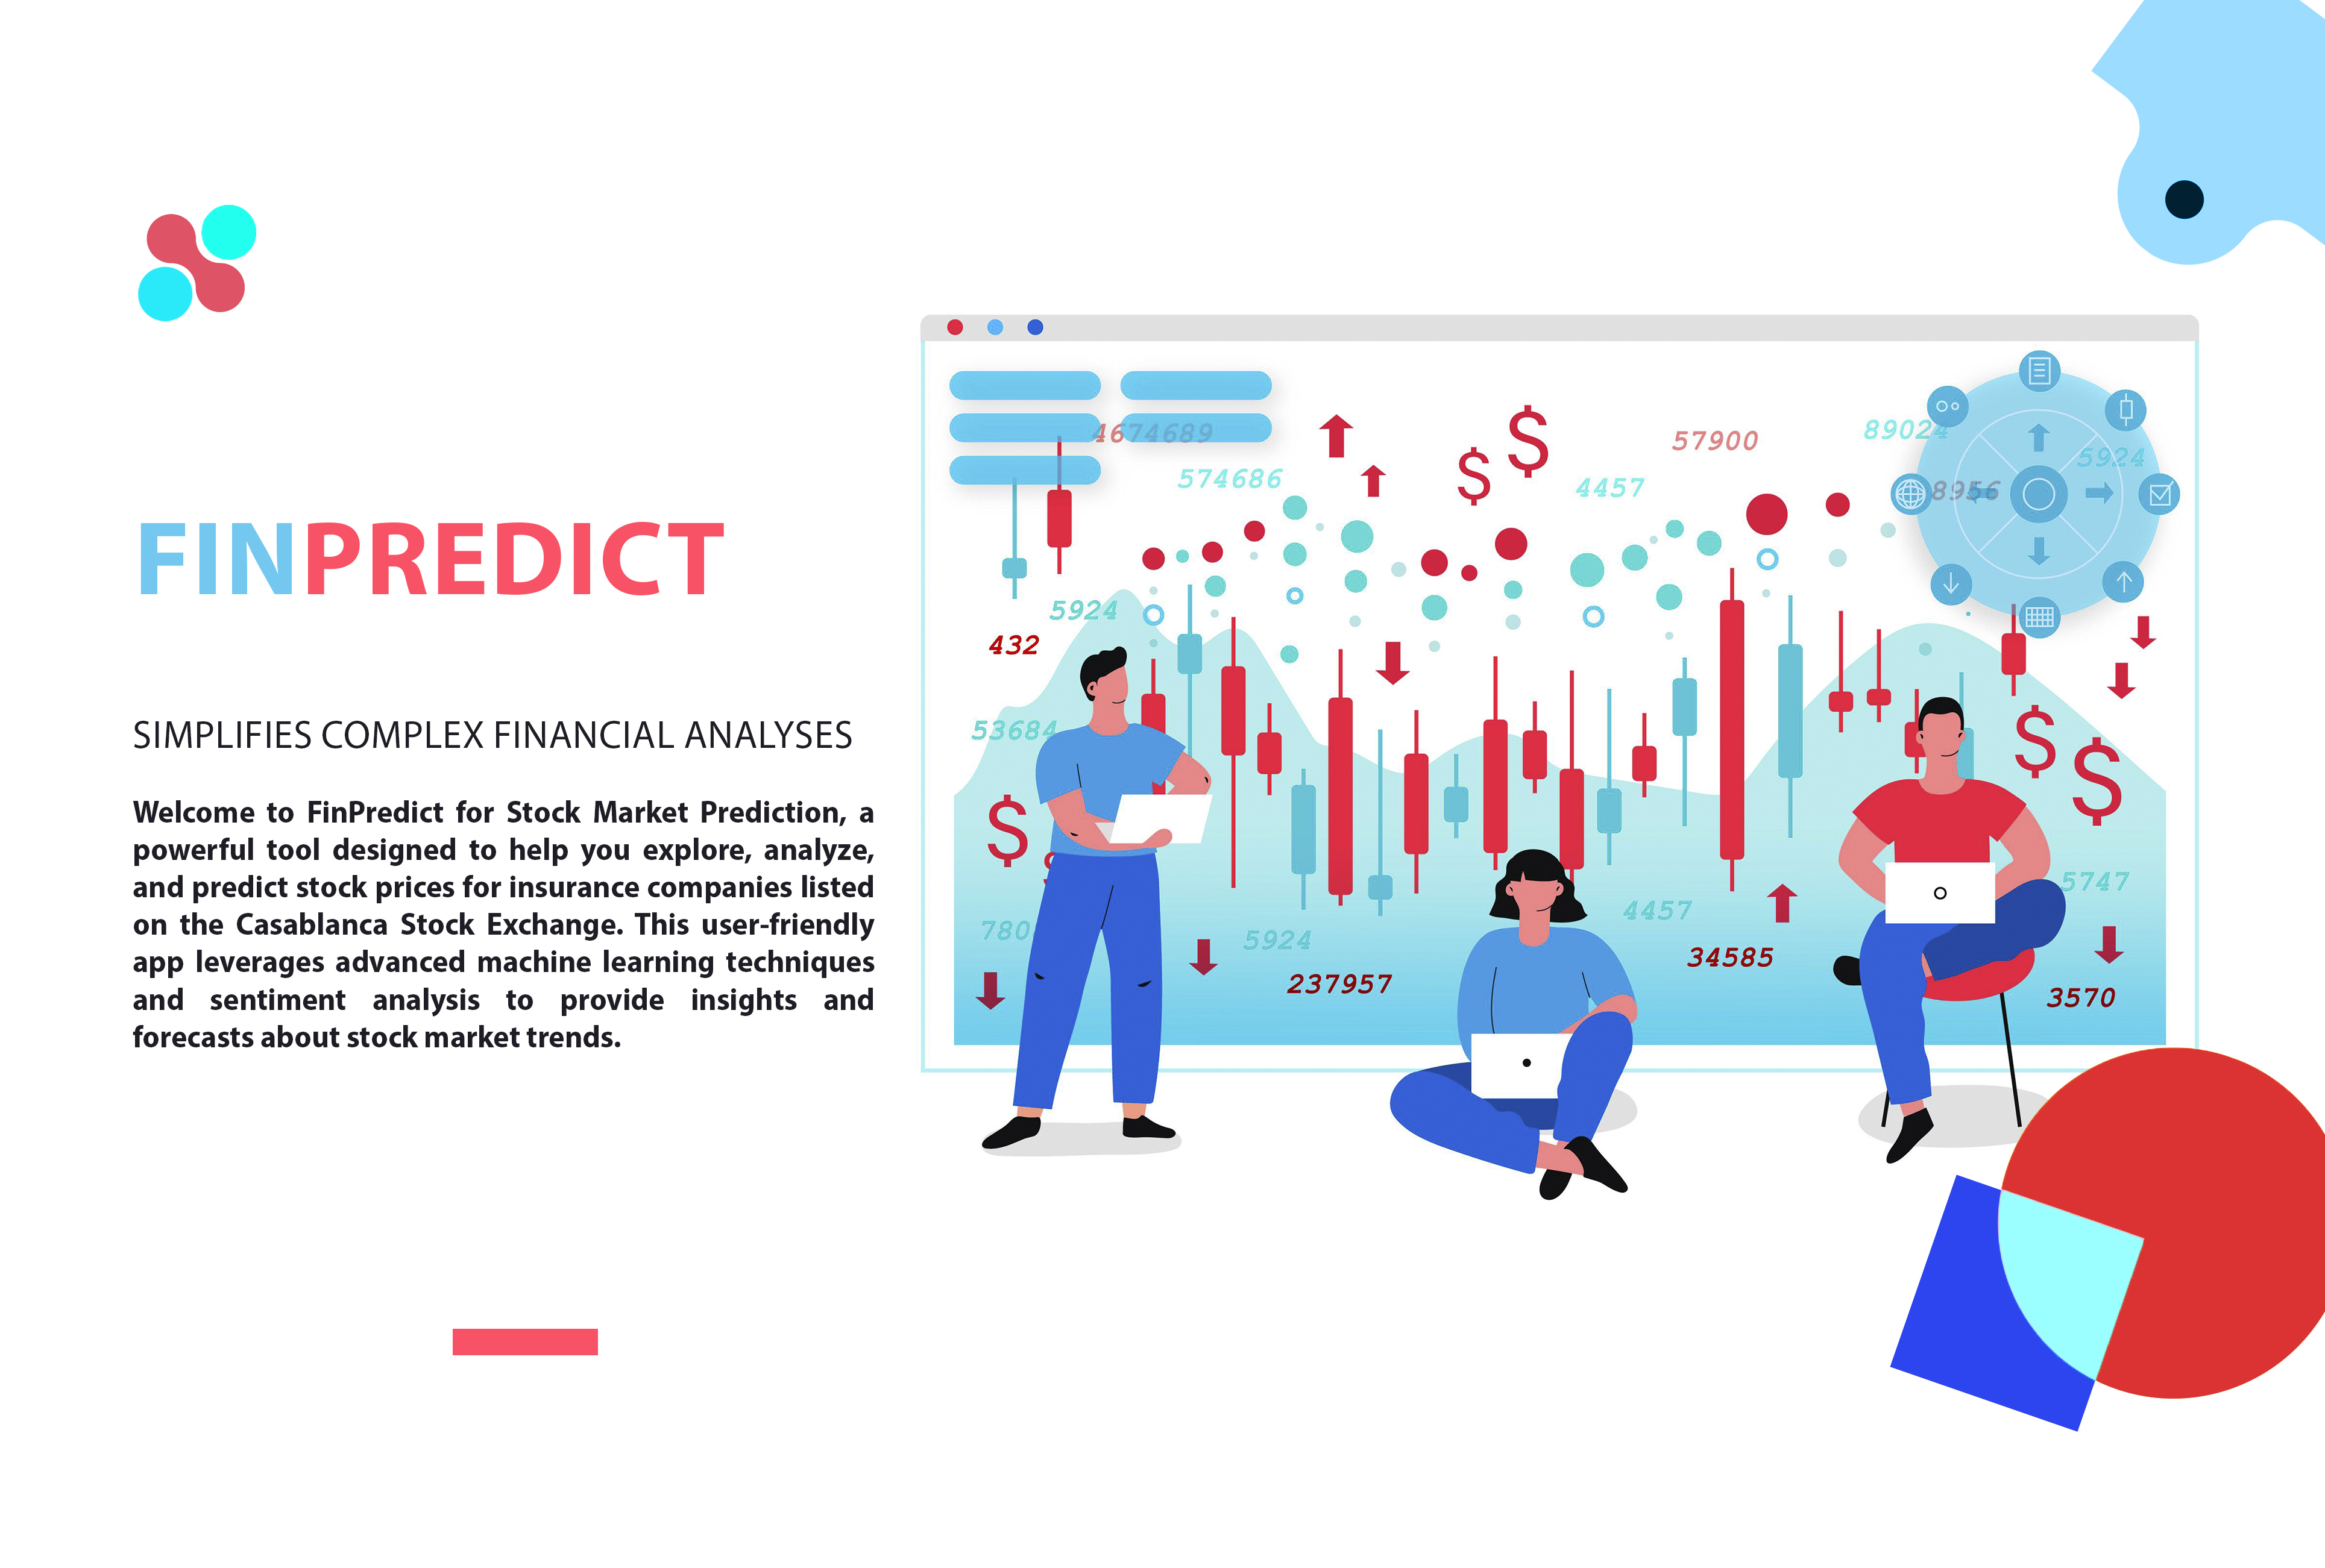 FINPREDICT
SIMPLIFIES COMPLEX FINANCIAL ANALYSES
Welcome to FinPredict for Stock Market Prediction, a
powerful tool designed to help you explore, analyze,
and predict stock prices for insurance companies listed
on the Casablanca Stock Exchange. This user-friendly
app leverages advanced machine learning techniques
and sentiment analysis to provide insights and
forecasts about stock market trends.
4674689
574686
$
$
4457
57900
89024
5924
8956
5924
432
53684
$
780
5924
237957
4457
34585
$
$
5747
3570